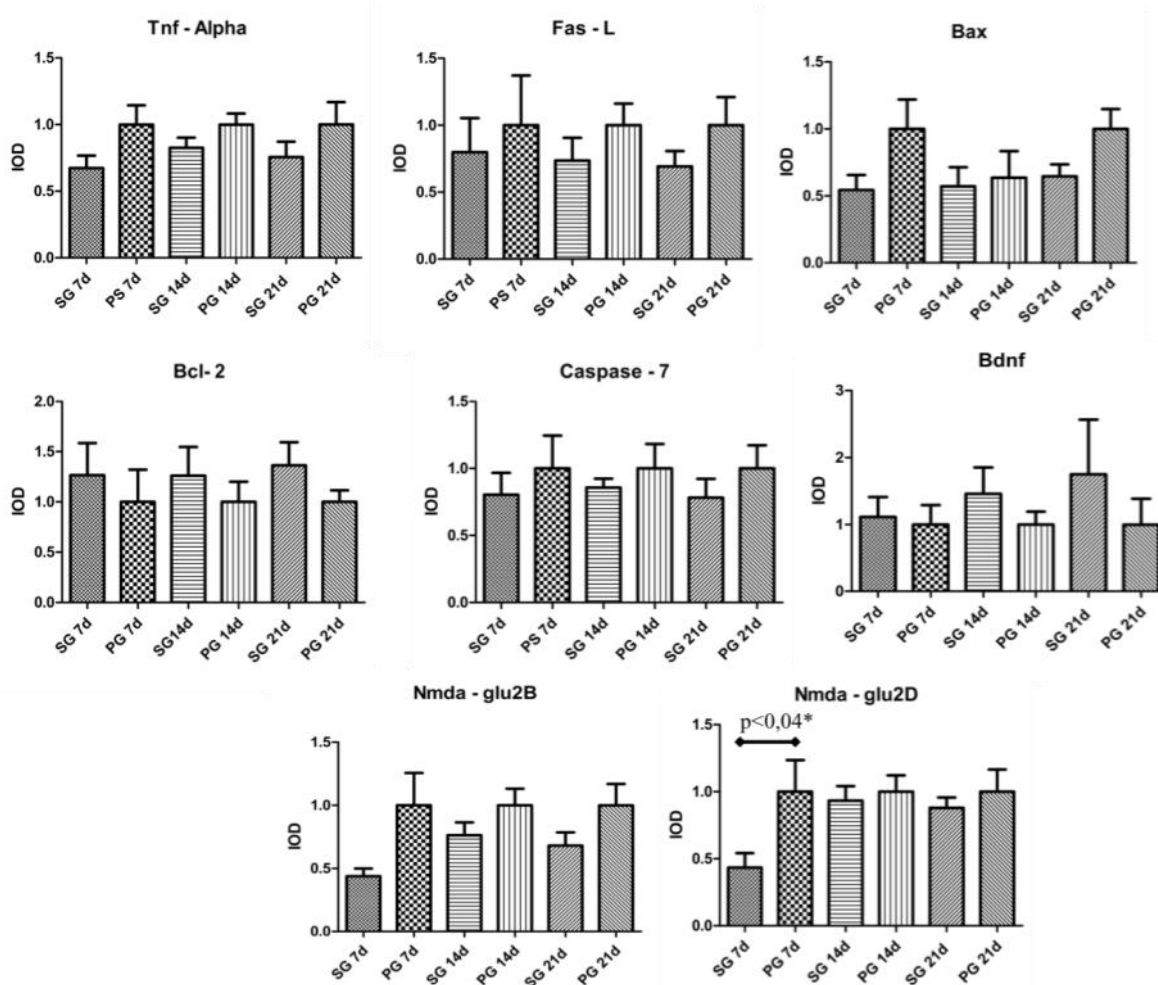 Tnf - Alpha
IOD
1.5
1.0
0.5
0.0
SG 7d
PS 7d
SG 14d
PG 14d
SG 21d
PG 21d
Fas - L
IOD
1.5
1.0
0.5
0.0
SG 7d
PS 7d
SG 14d
PG 14d
SG 21d
PG 21d
Bax
IOD
1.5
1.0
0.5
0.0
SG 7d
PG 7d
SG 14d
PG 14d
SG 21d
PG 21d
Bcl- 2
IOD
2.0
1.5
1.0
0.5
0.0
SG 7d
PG 7d
SG14d
PG 14d
SG 21d
PG 21d
Caspase - 7
IOD
1.5
1.0
0.5
0.0
SG 7d
PS 7d
SG 14d
PG 14d
SG 21d
PG 21d
Bdnf
IOD
3
2
1
0
SG 7d
PG 7d
SG 14d
PG 14d
SG 21d
PG 21d
Nmda - glu2B
IOD
1.5
1.0
0.5
0.0
SG 7d
PG 7d
SG 14d
PG 14d
SG 21d
PG 21d
Nmda - glu2D
p<0,04*
IOD
1.5
1.0
0.5
0.0
SG 7d
PG 7d
SG 14d
PG 14d
SG 21d
PG 21d